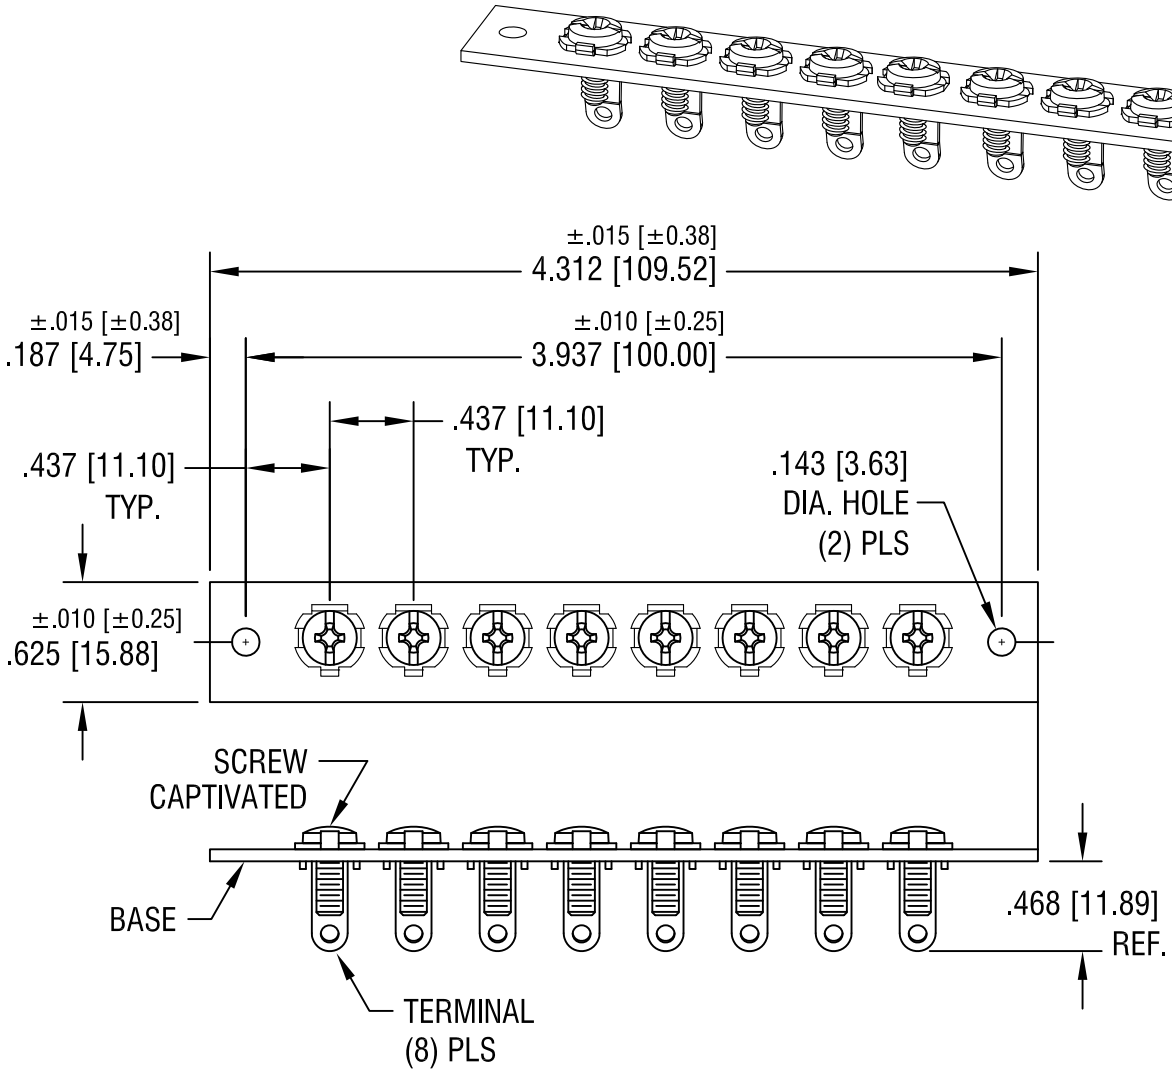 ±.015 [±0.38]
4.312 [109.52]
±.015 [±0.38]
.187 [4.75]
±.010 [±0.25]
3.937 [100.00]
.437 [11.10]
TYP.
.437 [11.10]
TYP.
.143 [3.63]
DIA. HOLE
(2) PLS
±.010 [±0.25]
.625 [15.88]
SCREW
CAPTIVATED
BASE
.468 [11.89]
REF.
TERMINAL
(8) PLS